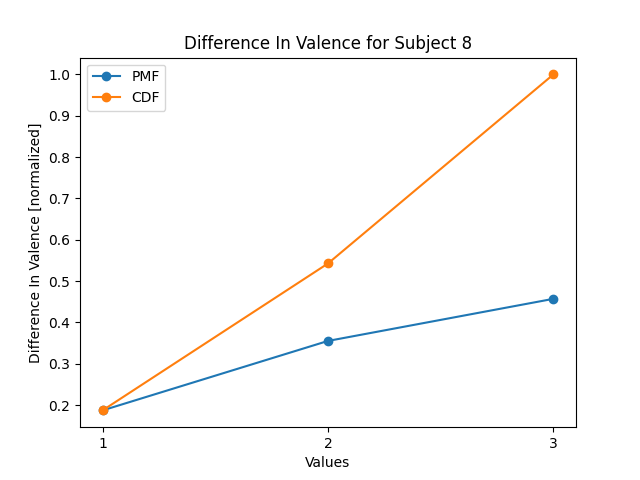 Difference In Valence for Subject 8
PMF
CDF
Difference In Valence [normalized]
1.0
0.9
0.8
0.7
0.6
0.5
0.4
0.3
0.2
1
2
3
Values